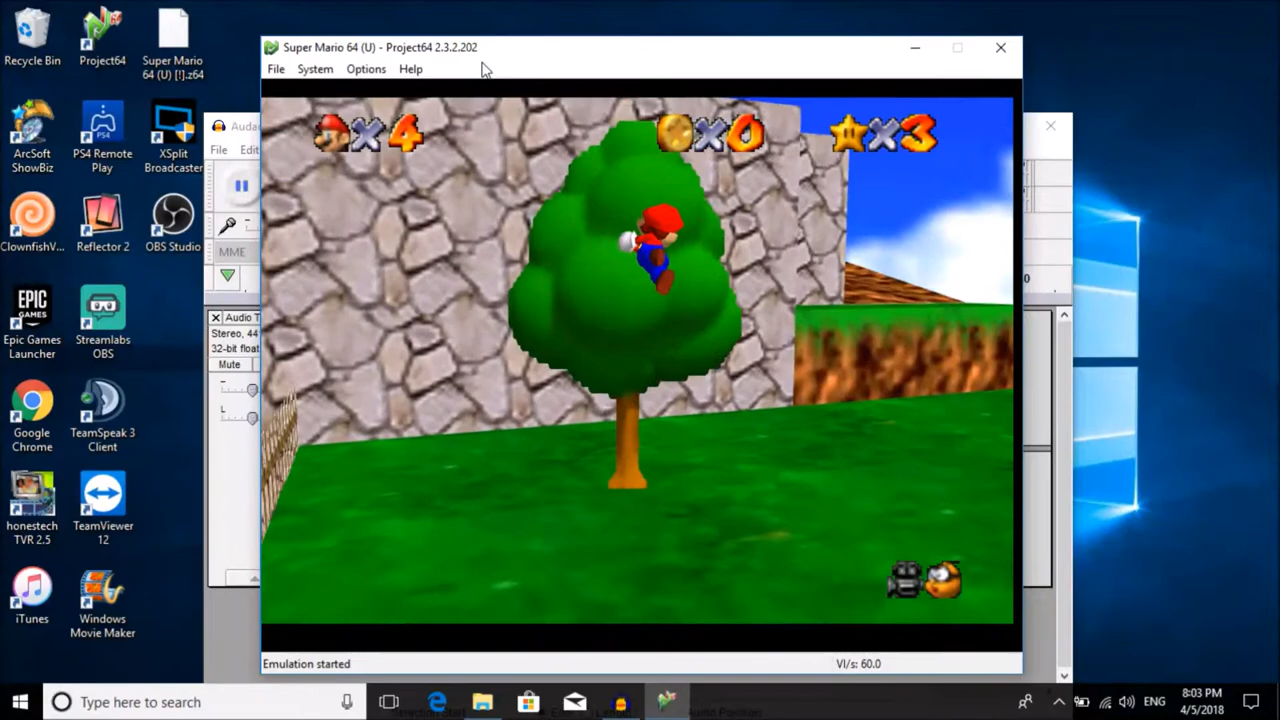 Super Mario 64 (U) - Project64 2.3.2.202
File System Options Help
4 0 3
Emulation started
VI/s: 60.0
Recycle Bin
Project64
Super Mario
64 (U) [!].z64
ArcSoft
ShowBiz
PS4 Remote
Play
XSplit
Broadcaster
ClownfishV...
Reflector 2
OBS Studio
Epic Games
Launcher
Streamlabs
OBS
Google
Chrome
TeamSpeak 3
Client
honestech
TVR 2.5
TeamViewer
12
iTunes
Windows
Movie Maker
EPIC
GAMES
PS4
Audac
File Edit
MME
Audio T
Stereo, 44
32-bit float
Mute
L
0
Type here to search
ENG
8:03 PM
4/5/2018